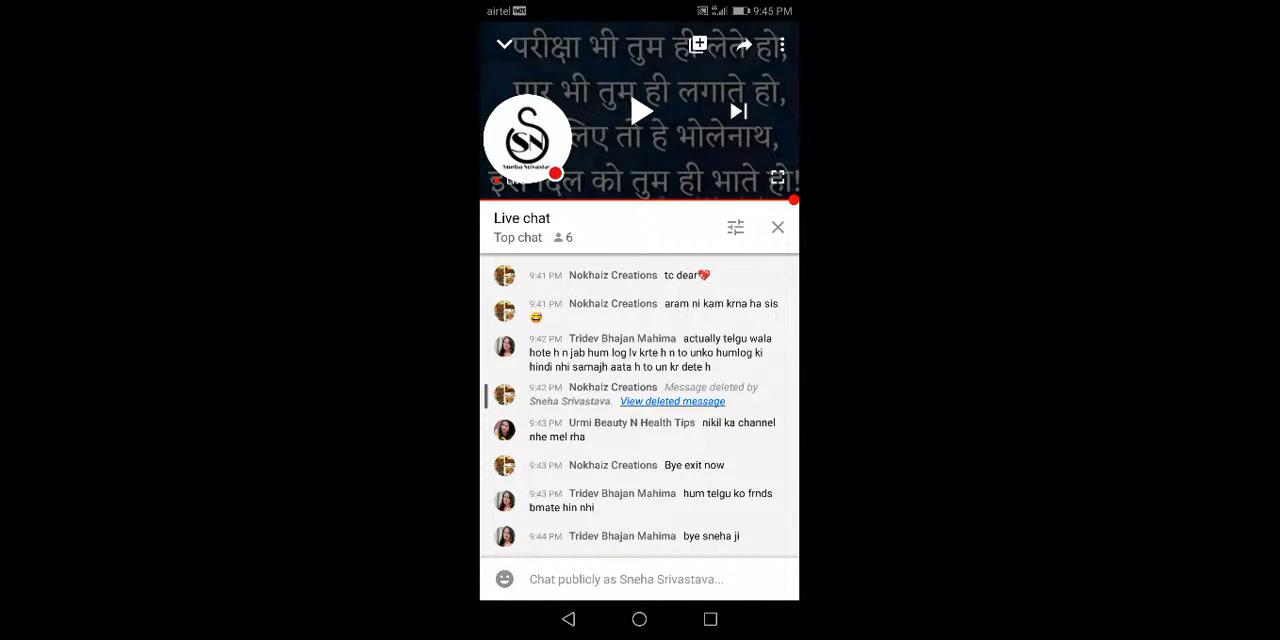 airtel VoLTE 9:45 PM
परीक्षा भी तुम ही लेते हो,
पार भी तुम ही लगाते हो,
लिए तो हे भोलेनाथ,
SN
Sneha Srivastava
दिल को तुम ही भाते हो!
Live chat
Top chat 6
9:41 PM Nokhaiz Creations tc dear💖
9:41 PM Nokhaiz Creations aram ni kam krna ha sis
😅
9:42 PM Tridev Bhajan Mahima actually telgu wala
hote h n jab hum log lv krte h n to unko humlog ki
hindi nhi samajh aata h to un kr dete h
9:42 PM Nokhaiz Creations Message deleted by
Sneha Srivastava. View deleted message
9:43 PM Urmi Beauty N Health Tips nikil ka channel
nhe mel rha
9:43 PM Nokhaiz Creations Bye exit now
9:43 PM Tridev Bhajan Mahima hum telgu ko frnds
bmate hin nhi
9:44 PM Tridev Bhajan Mahima bye sneha ji
Chat publicly as Sneha Srivastava...